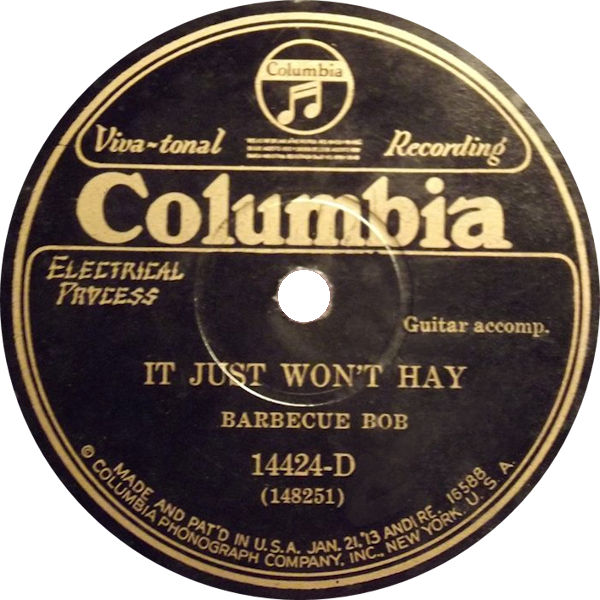 Columbia
Viva-tonal Recording
Columbia
ELECTRICAL
PROCESS
Guitar accomp.
IT JUST WON'T HAY
BARBECUE BOB
14424-D
(148251)
MADE AND PAT'D IN U.S.A. JAN. 21,'13 AND RE. 16588
© COLUMBIA PHONOGRAPH COMPANY, INC., NEW YORK. U.S.A.